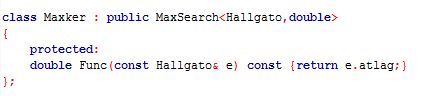 class Maxker : public MaxSearch<Hallgato,double>
{
protected:
double Func(const Hallgato& e) const {return e.atlag;}
};